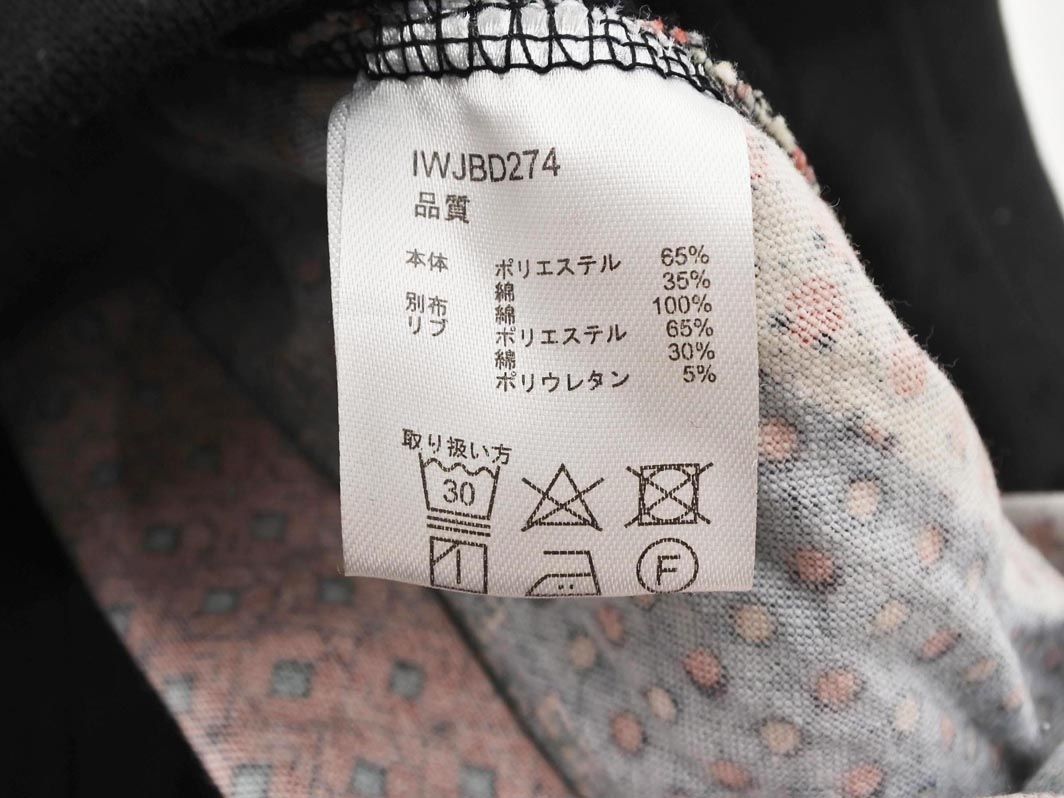 IWJBD274
品質
本体 ポリエステル 65%
綿 35%
別布 綿 100%
リブ ポリエステル 65%
綿 30%
ポリウレタン 5%
取り扱い方
30
F